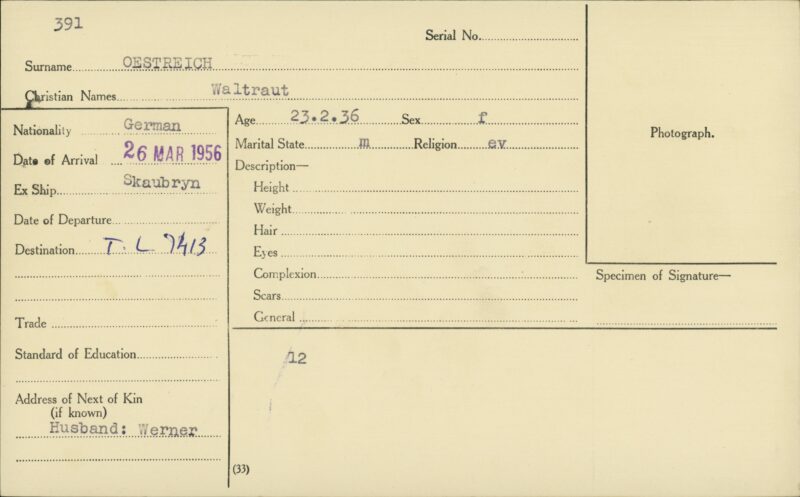 391
Serial No.
Surname OESTREICH
Christian Names Waltraut
Nationality German
Date of Arrival 26 MAR 1956
Ex Ship Skaubryn
Date of Departure
Destination T. L 7413
Trade
Standard of Education
Address of Next of Kin
(if known)
Husband: Werner
Age 23.2.36 Sex f
Marital State m Religion ev
Description—
Height
Weight
Hair
Eyes
Complexion
Scars
General
12
(33)
Photograph.
Specimen of Signature—